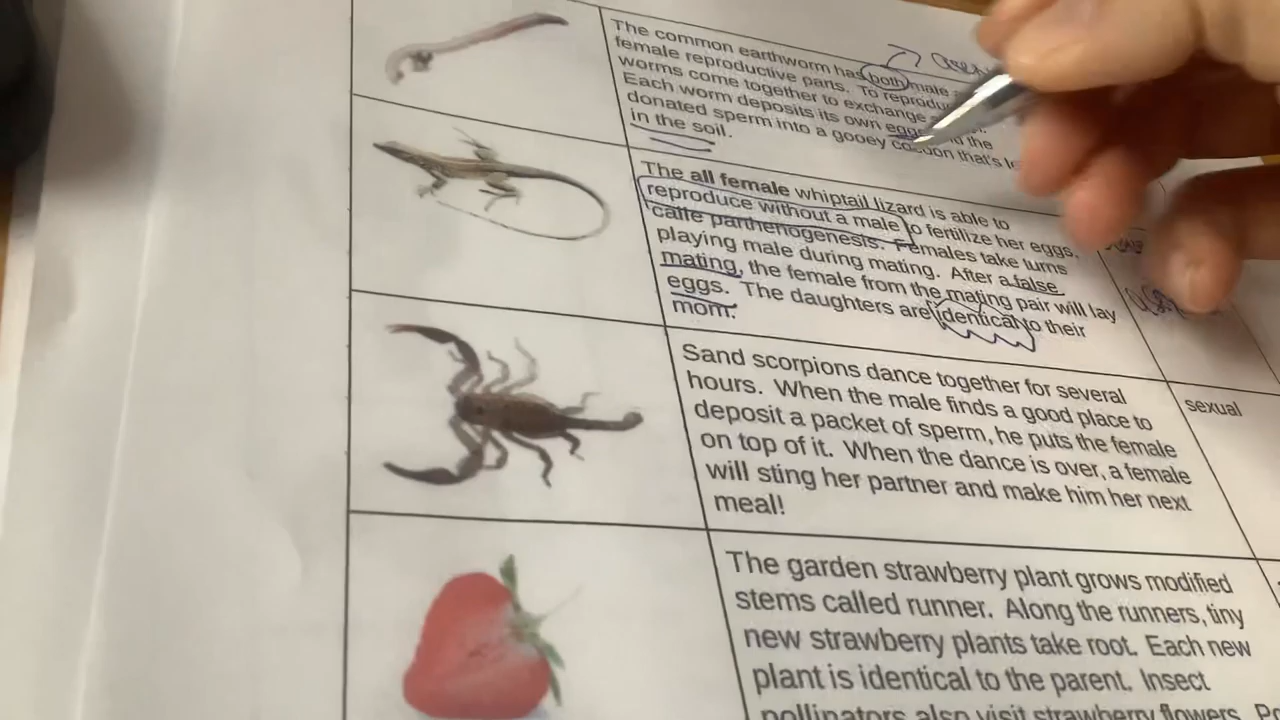 The common earthworm has both male
female reproductive parts. To reprodu
worms come together to exchange
Each worm deposits its own eggs and the
donated sperm into a gooey cocoon that's
in the soil.
The all female whiptail lizard is able to
reproduce without a male to fertilize her eggs.
calle parthenogenesis. Females take turns
playing male during mating. After a false
mating, the female from the mating pair will lay
eggs. The daughters are identical to their
mom.
Sand scorpions dance together for several
hours. When the male finds a good place to
deposit a packet of sperm, he puts the female
on top of it. When the dance is over, a female
will sting her partner and make him her next
meal!
sexual
The garden strawberry plant grows modified
stems called runner. Along the runners, tiny
new strawberry plants take root. Each new
plant is identical to the parent. Insect
pollinators also visit strawberry flowers.